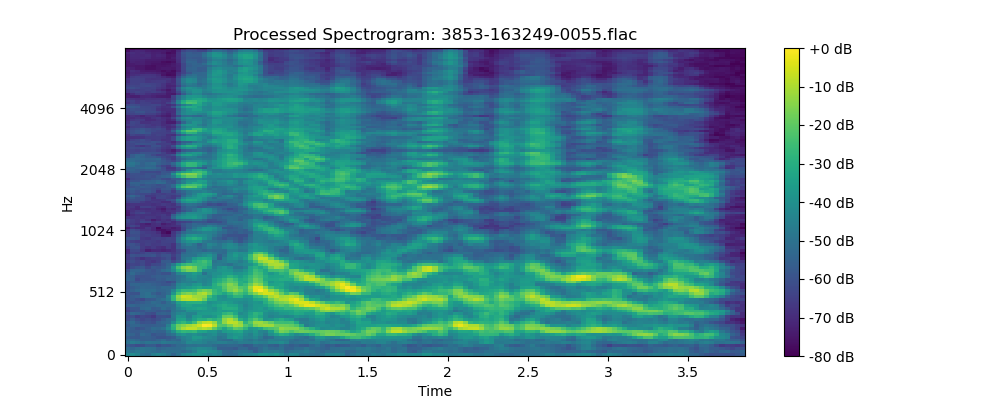 Processed Spectrogram: 3853-163249-0055.flac
Hz
4096
2048
1024
512
0
0 0.5 1 1.5 2 2.5 3 3.5
Time
+0 dB
-10 dB
-20 dB
-30 dB
-40 dB
-50 dB
-60 dB
-70 dB
-80 dB